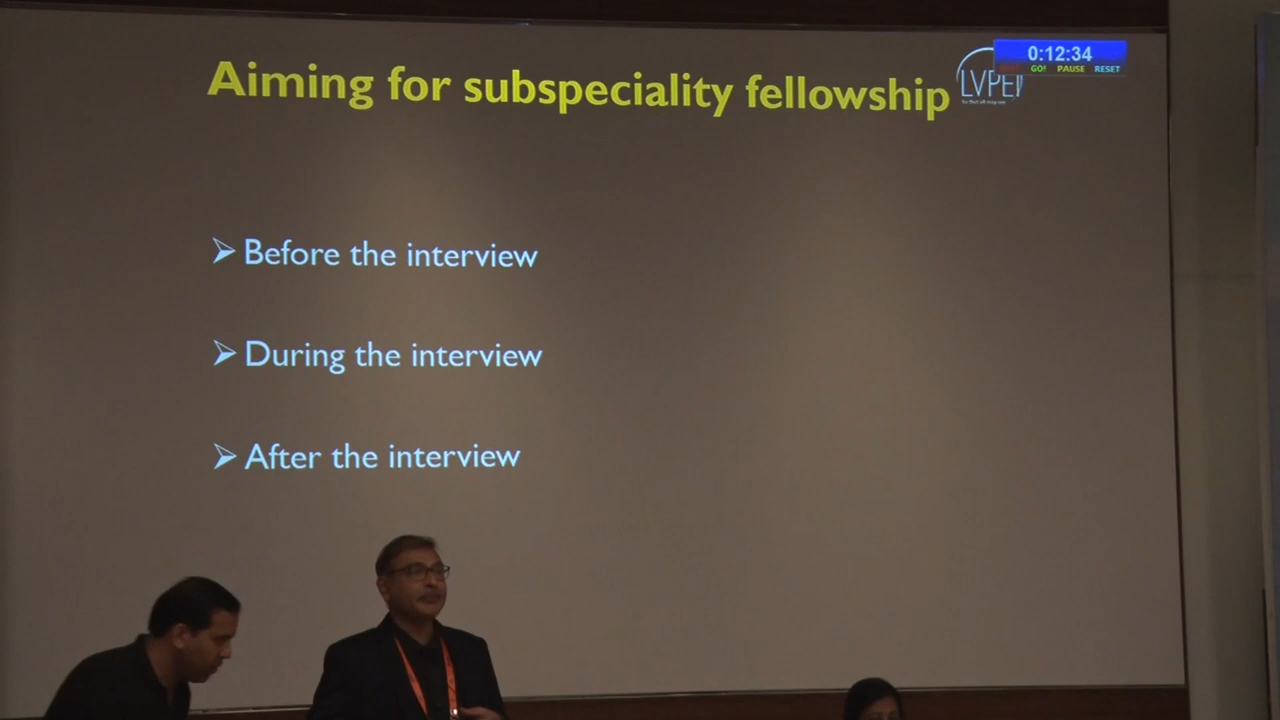 Aiming for subspeciality fellowship
LVPEI
0:12:34
GO! PAUSE RESET
➢ Before the interview
➢ During the interview
➢ After the interview